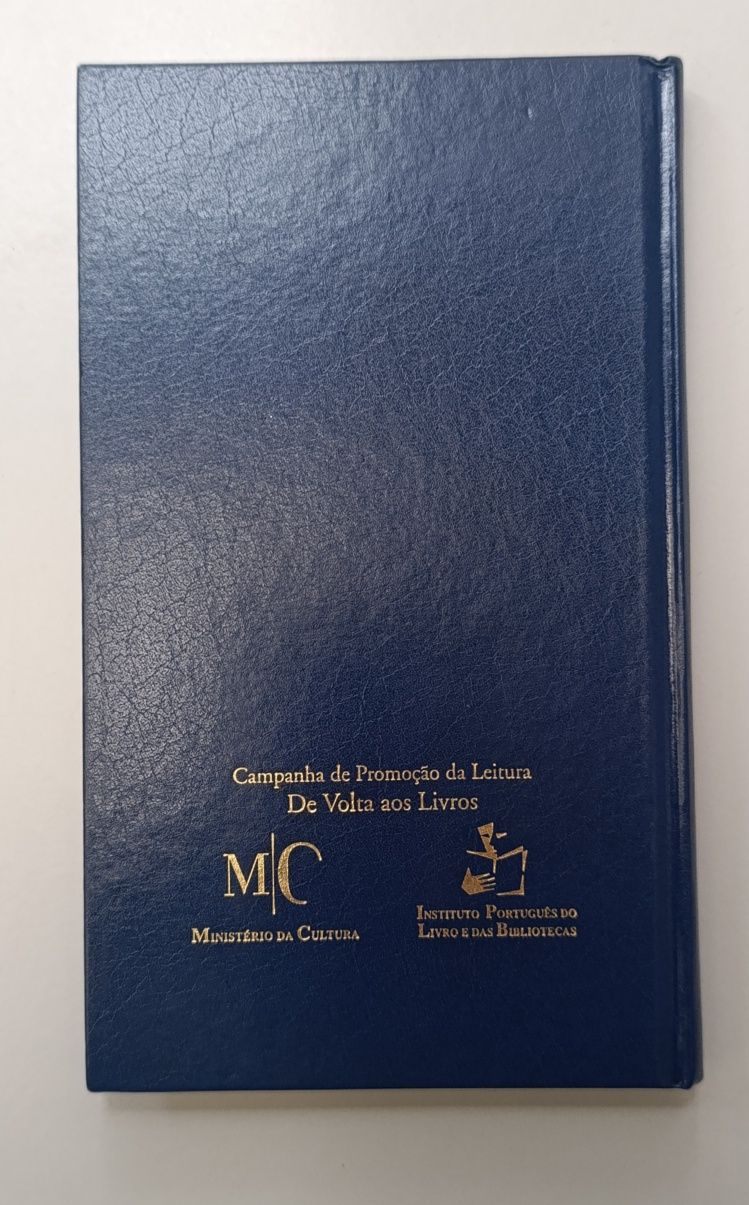 Campanha de Promoção da Leitura
De Volta aos Livros
M|C
MINISTÉRIO DA CULTURA
INSTITUTO PORTUGUÊS DO
LIVRO E DAS BIBLIOTECAS